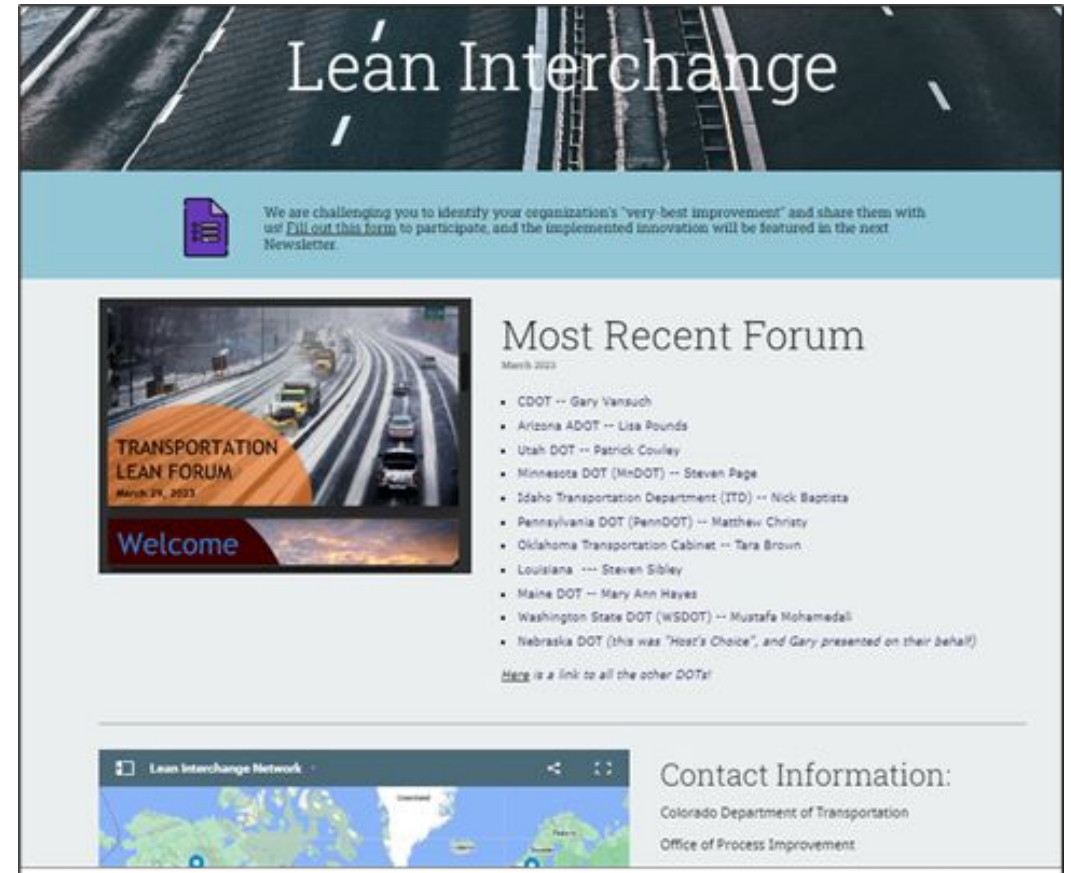 Lean Interchange
We are challenging you to identify your organization's "very-best improvement" and share them with
us! Fill out this form to participate, and the implemented innovation will be featured in the next
Newsletter.
TRANSPORTATION
LEAN FORUM
March 29, 2023
Welcome
Most Recent Forum
March 2023
• CDOT -- Gary Vansuch
• Arizona ADOT -- Lisa Pounds
• Utah DOT -- Patrick Cowley
• Minnesota DOT (MnDOT) -- Steven Page
• Idaho Transportation Department (ITD) -- Nick Baptista
• Pennsylvania DOT (PennDOT) -- Matthew Christy
• Oklahoma Transportation Cabinet -- Tara Brown
• Louisiana --- Steven Sibley
• Maine DOT -- Mary Ann Hayes
• Washington State DOT (WSDOT) -- Mustafa Mohamedali
• Nebraska DOT (this was "Host's Choice", and Gary presented on their behalf)
Here is a link to all the other DOTs!
Lean Interchange Network
Greenland
Contact Information:
Colorado Department of Transportation
Office of Process Improvement